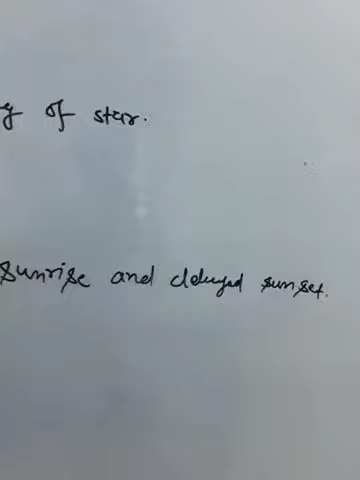 g of star.
sunrise and delayed sunset.